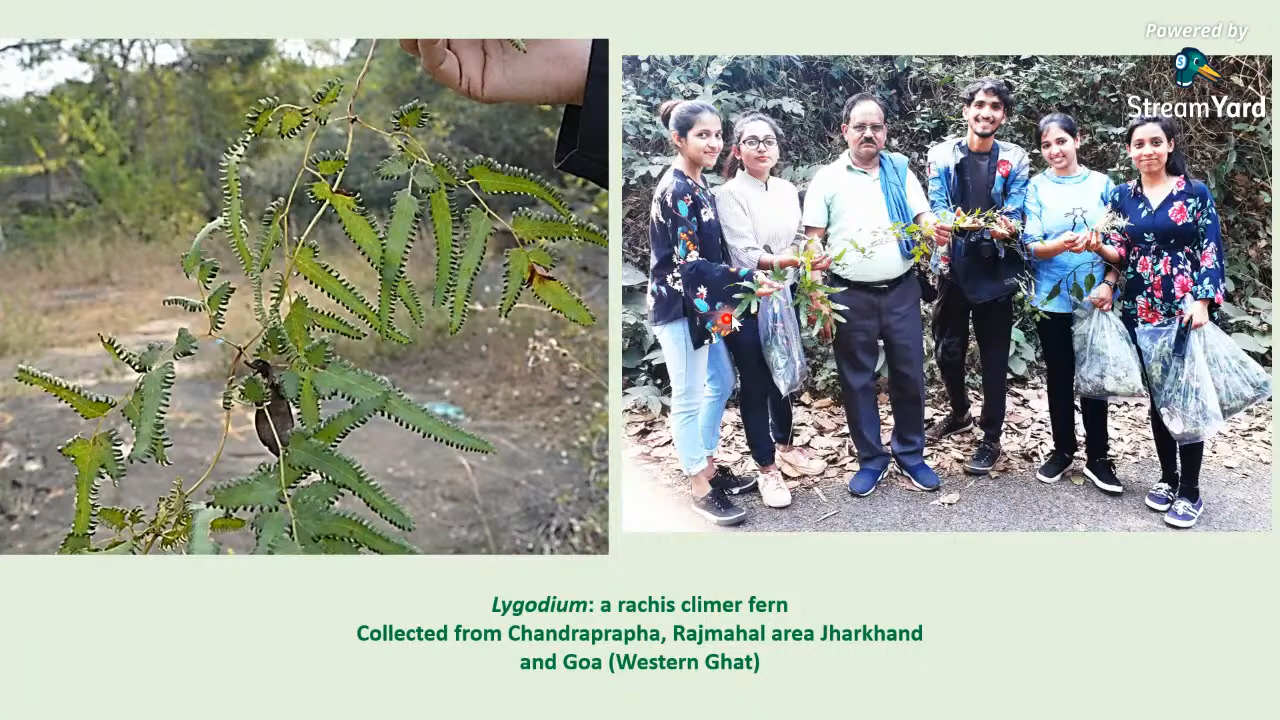 Powered by
StreamYard
Lygodium: a rachis climer fern
Collected from Chandraprapha, Rajmahal area Jharkhand
and Goa (Western Ghat)